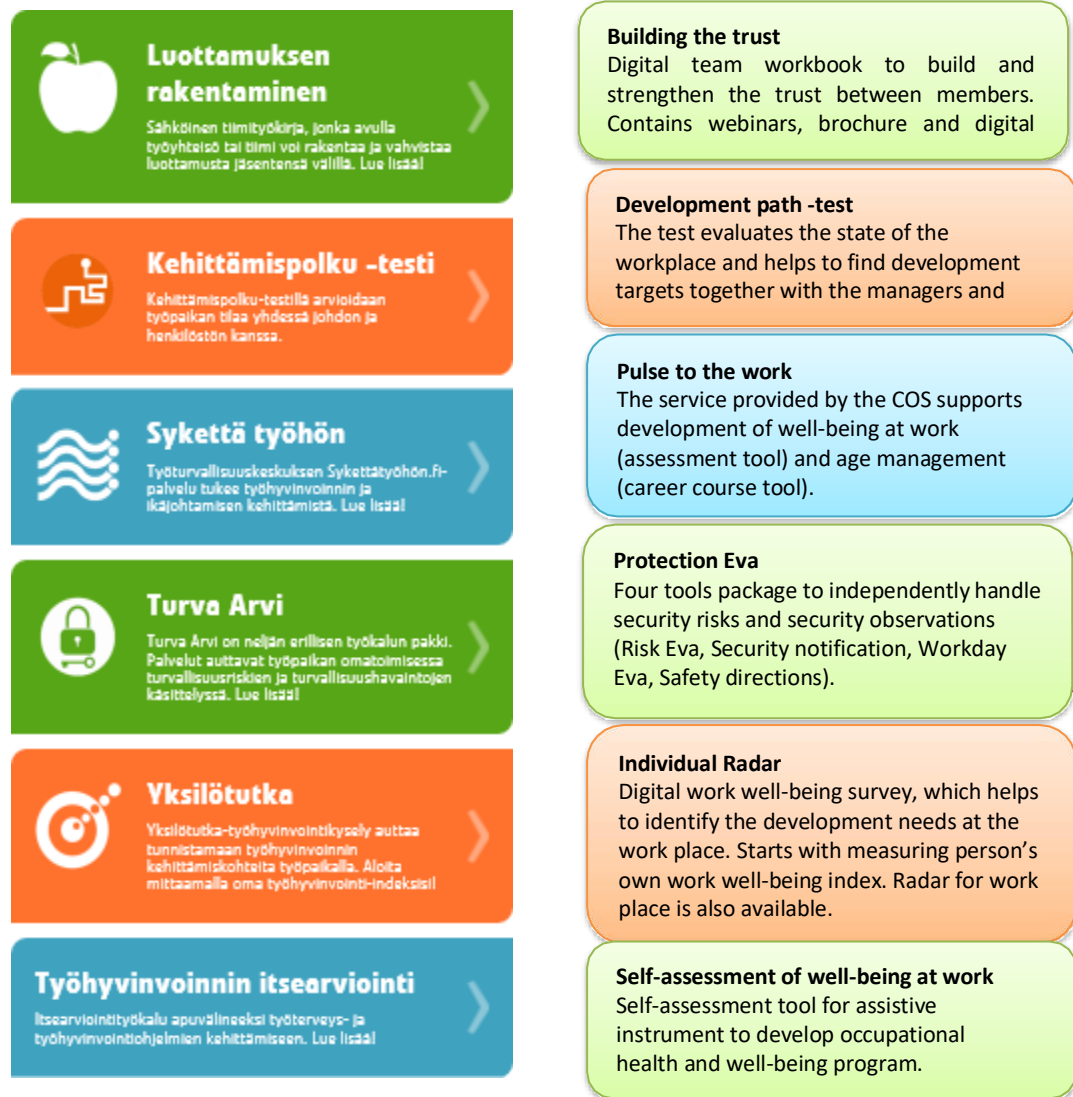 Luottamuksen
rakentaminen
Sähköinen tiimityökirja, jonka avulla
työyhteisö tai tiimi voi rakentaa ja vahvistaa
luottamusta jäsentensä välillä. Lue lisää!
Building the trust
Digital team workbook to build and
strengthen the trust between members.
Contains webinars, brochure and digital
Kehittämispolku -testi
Kehittämispolku-testillä arvioidaan
työpaikan tilaa yhdessä johdon ja
henkilöstön kanssa.
Development path -test
The test evaluates the state of the
workplace and helps to find development
targets together with the managers and
Sykettä työhön
Työturvallisuuskeskuksen Sykettätyöhön.fi-
palvelu tukee työhyvinvoinnin ja
ikäjohtamisen kehittämistä. Lue lisää!
Pulse to the work
The service provided by the COS supports
development of well-being at work
(assessment tool) and age management
(career course tool).
Turva Arvi
Turva Arvi on neljän erillisen työkalun pakki.
Palvelut auttavat työpaikan omatoimisessa
turvallisuusriskien ja turvallisuushavaintojen
käsittelyssä. Lue lisää!
Protection Eva
Four tools package to independently handle
security risks and security observations
(Risk Eva, Security notification, Workday
Eva, Safety directions).
Yksilötutka
Yksilötutka-työhyvinvointikysely auttaa
tunnistamaan työhyvinvoinnin
kehittämiskohteita työpaikalla. Aloita
mittaamalla oma työhyvinvointi-indeksisi!
Individual Radar
Digital work well-being survey, which helps
to identify the development needs at the
work place. Starts with measuring person’s
own work well-being index. Radar for work
place is also available.
Työhyvinvoinnin itsearviointi
Itsearviointityökalu apuvälineeksi työterveys- ja
työhyvinvointiohjelmien kehittämiseen. Lue lisää!
Self-assessment of well-being at work
Self-assessment tool for assistive
instrument to develop occupational
health and well-being program.